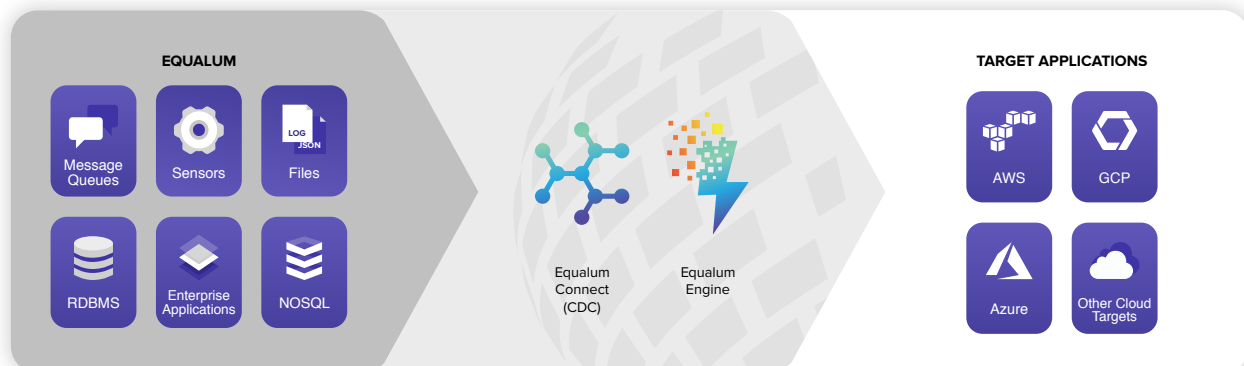 EQUALUM
Message
Queues
Sensors
LOG
JSON
Files
RDBMS
Enterprise
Applications
NOSQL
Equalum
Connect
(CDC)
Equalum
Engine
TARGET APPLICATIONS
AWS
GCP
Azure
Other Cloud
Targets